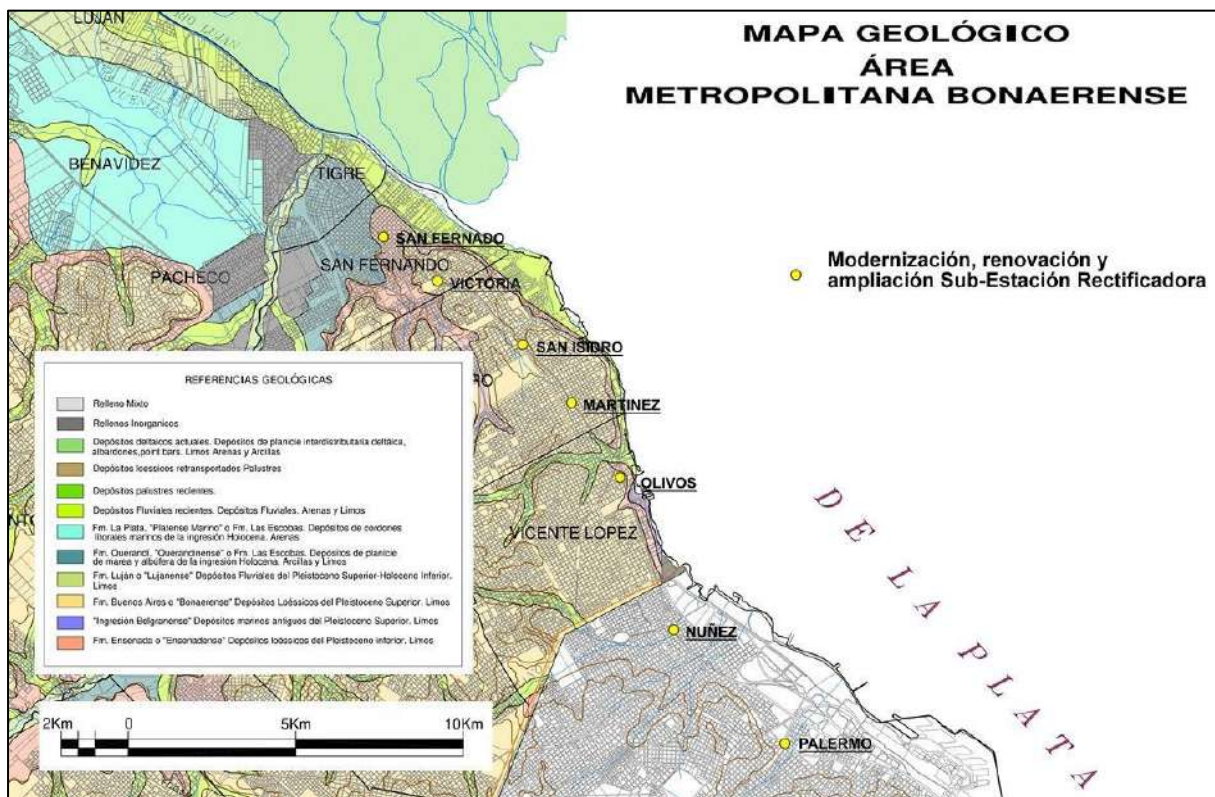 MAPA GEOLÓGICO
ÁREA
METROPOLITANA BONAERENSE
LUJAN
BENAVIDEZ
TIGRE
SAN FERNADO
SAN FERNANDO
PACHECO
VICTORIA
Modernización, renovación y
ampliación Sub-Estación Rectificadora
SAN ISIDRO
MARTINEZ
OLIVOS
VICENTE LOPEZ
NUÑEZ
PALERMO
DE LA PLATA
REFERENCIAS GEOLÓGICAS
Relleno Mixto
Rellenos Inorganicos
Depósitos deltaicos actuales. Depósitos de planicie interdistributaria deltáica,
albardones,point bars. Limos Arenas y Arcillas
Depósitos loessicos retransportados Palustres
Depósitos palustres recientes.
Depósitos Fluviales recientes. Depósitos Fluviales. Arenas y Limos
Fm. La Plata. "Platense Marino" o Fm. Las Escobas. Depósitos de cordones
litorales marinos de la ingresión Holocena. Arenas
Fm. Querandí, "Querandinense" o Fm. Las Escobas. Depósitos de planicie
de marea y albúfera de la ingresión Holocena. Arcillas y Limos
Fm. Luján o "Lujanense" Depósitos Fluviales del Pleistoceno Superior-Holoceno Inferior.
Limos
Fm. Buenos Aires o "Bonaerense" Depósitos Loéssicos del Pleistoceno Superior. Limos
"Ingresión Belgranense" Depósitos marinos antiguos del Pleistoceno Superior. Limos
Fm. Ensenada o "Ensenadense" Depósitos loéssicos del Pleistoceno Inferior. Limos
2Km 0 5Km 10Km